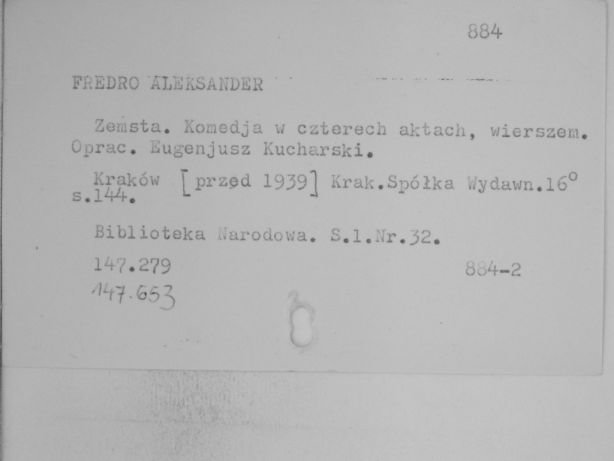 884
FREDRO ALEKSANDER
Zemsta. Komedja w czterech aktach, wierszem.
Oprac. Eugenjusz Kucharski.
Kraków [przed 1939] Krak.Spółka Wydawn.16°
s.144.
Biblioteka Narodowa. S.1.Nr.32.
147.279 884-2
147.653